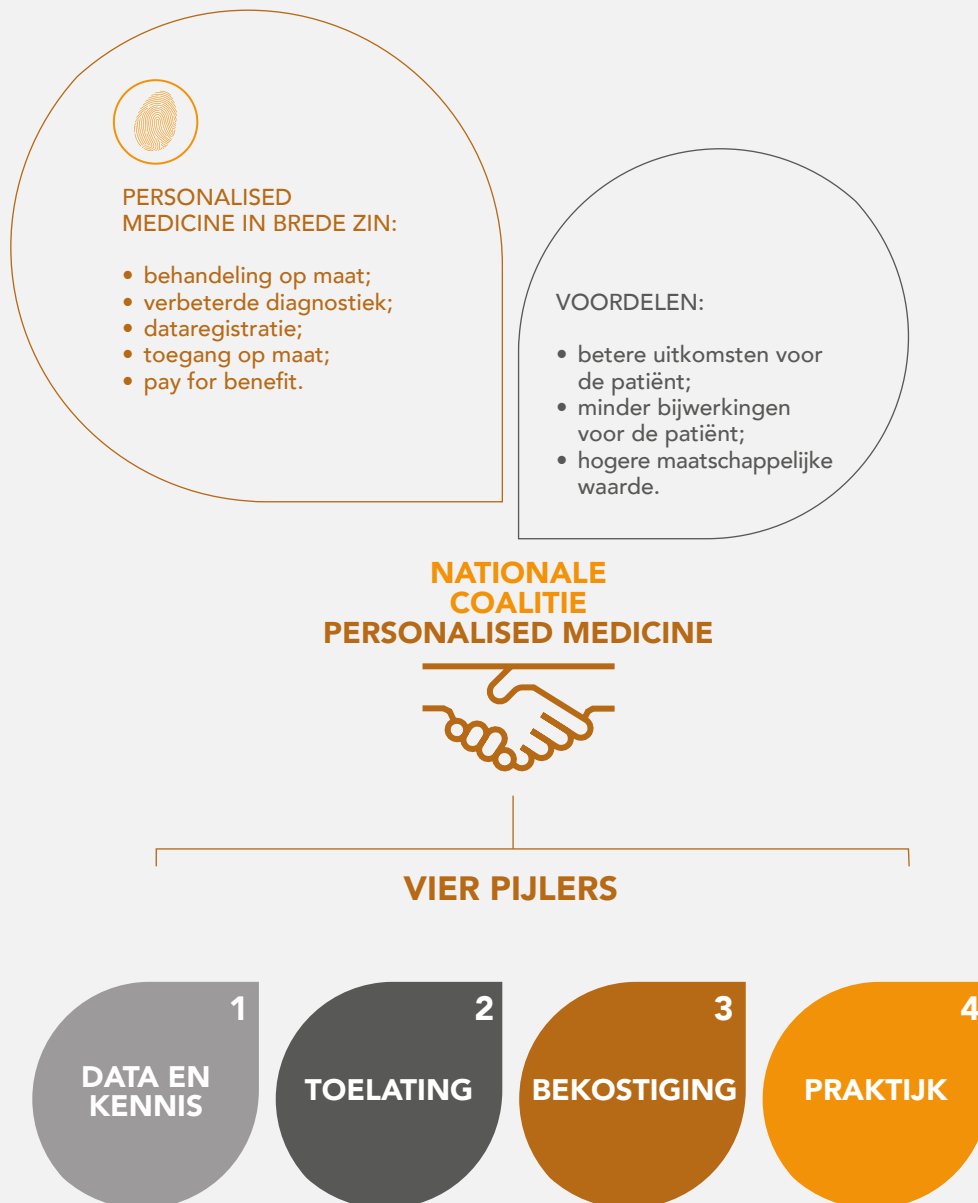 PERSONALISED
MEDICINE IN BREDE ZIN:
• behandeling op maat;
• verbeterde diagnostiek;
• dataregistratie;
• toegang op maat;
• pay for benefit.
VOORDELEN:
• betere uitkomsten voor
de patiënt;
• minder bijwerkingen
voor de patiënt;
• hogere maatschappelijke
waarde.
NATIONALE
COALITIE
PERSONALISED MEDICINE
VIER PIJLERS
1
DATA EN
KENNIS
2
TOELATING
3
BEKOSTIGING
4
PRAKTIJK